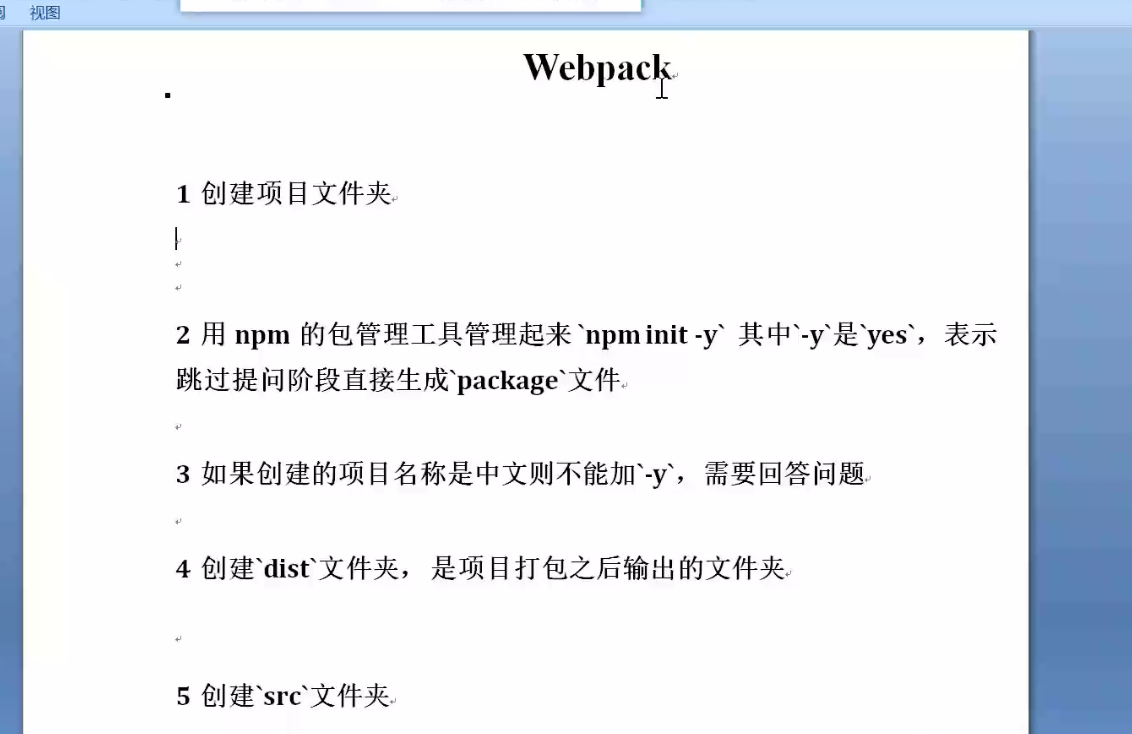 视图
Webpack
1 创建项目文件夹
2 用 npm 的包管理工具管理起来 `npm init -y` 其中`-y`是`yes`，表示
跳过提问阶段直接生成`package`文件
3 如果创建的项目名称是中文则不能加`-y`，需要回答问题
4 创建`dist`文件夹，是项目打包之后输出的文件夹
5 创建`src`文件夹